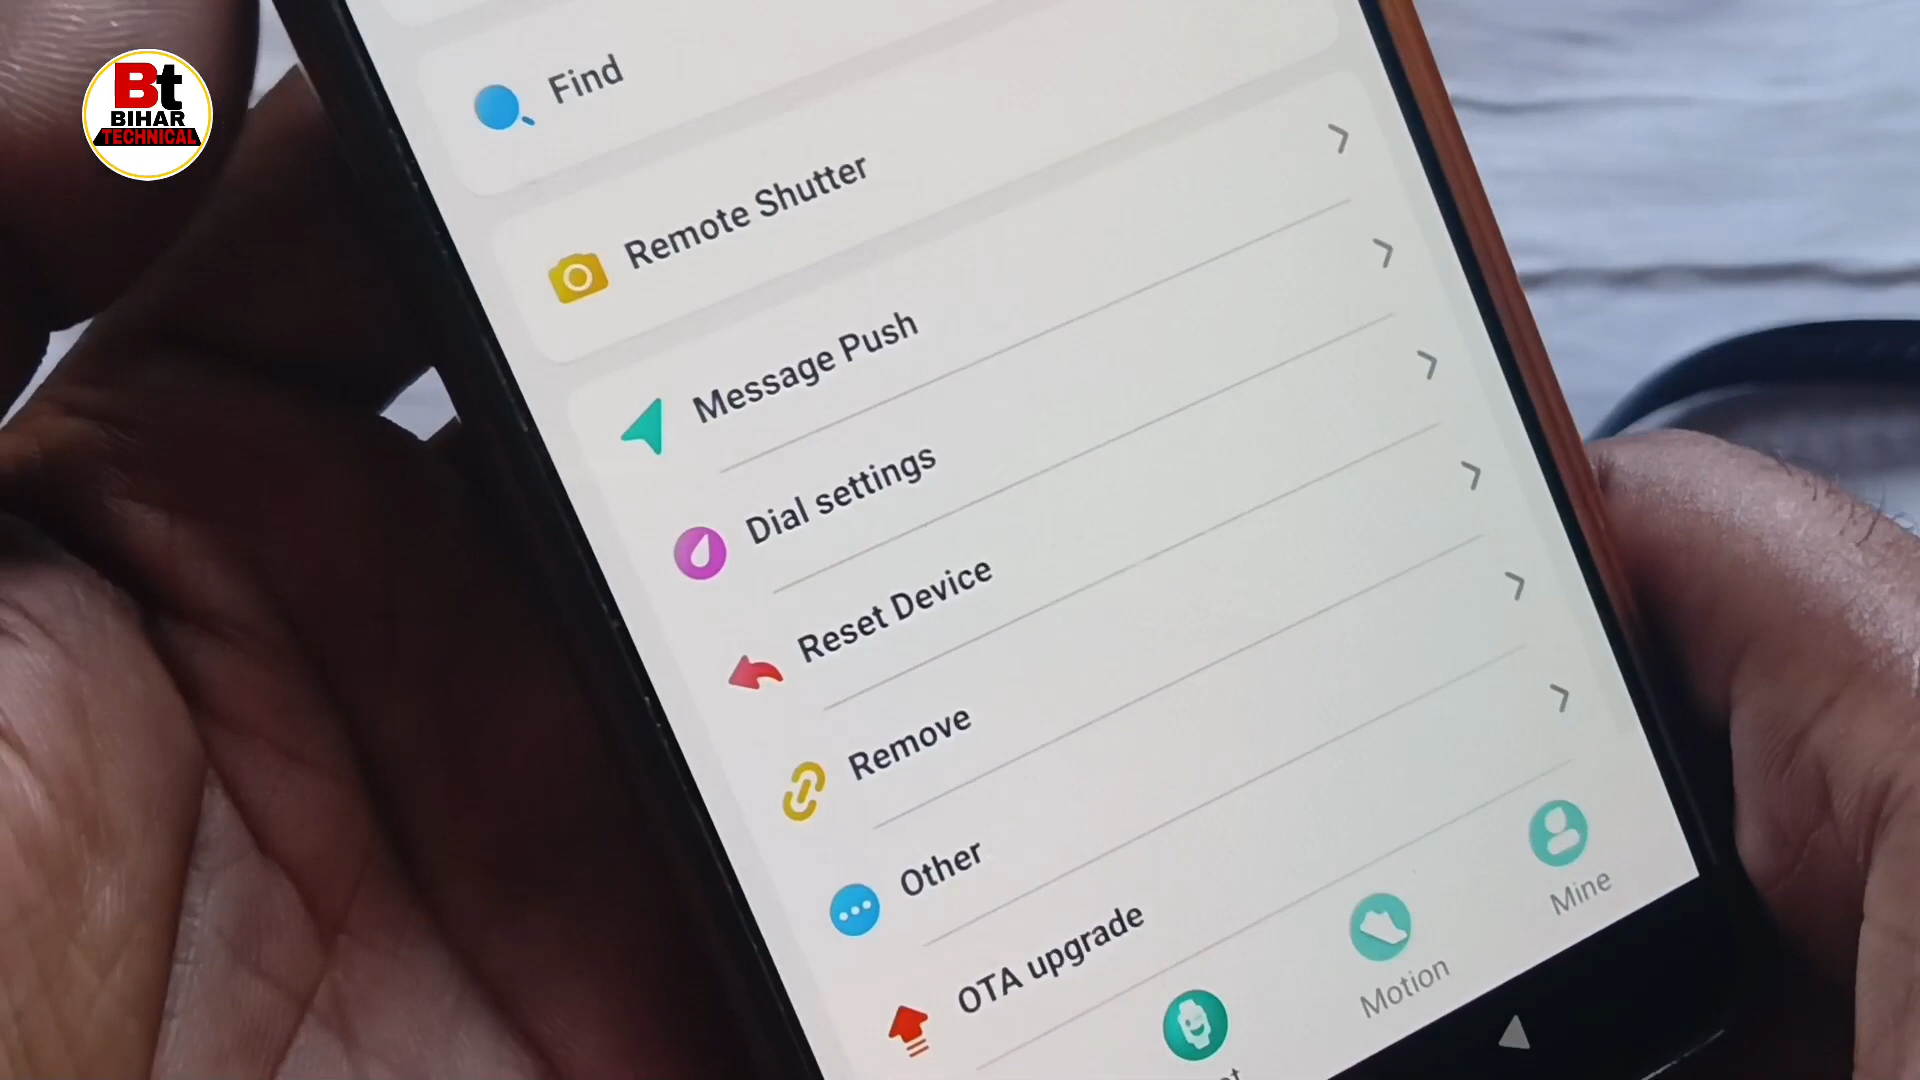 Bt
BIHAR
TECHNICAL
Find
Remote Shutter
Message Push
Dial settings
Reset Device
Remove
Other
OTA upgrade
Motion
Mine